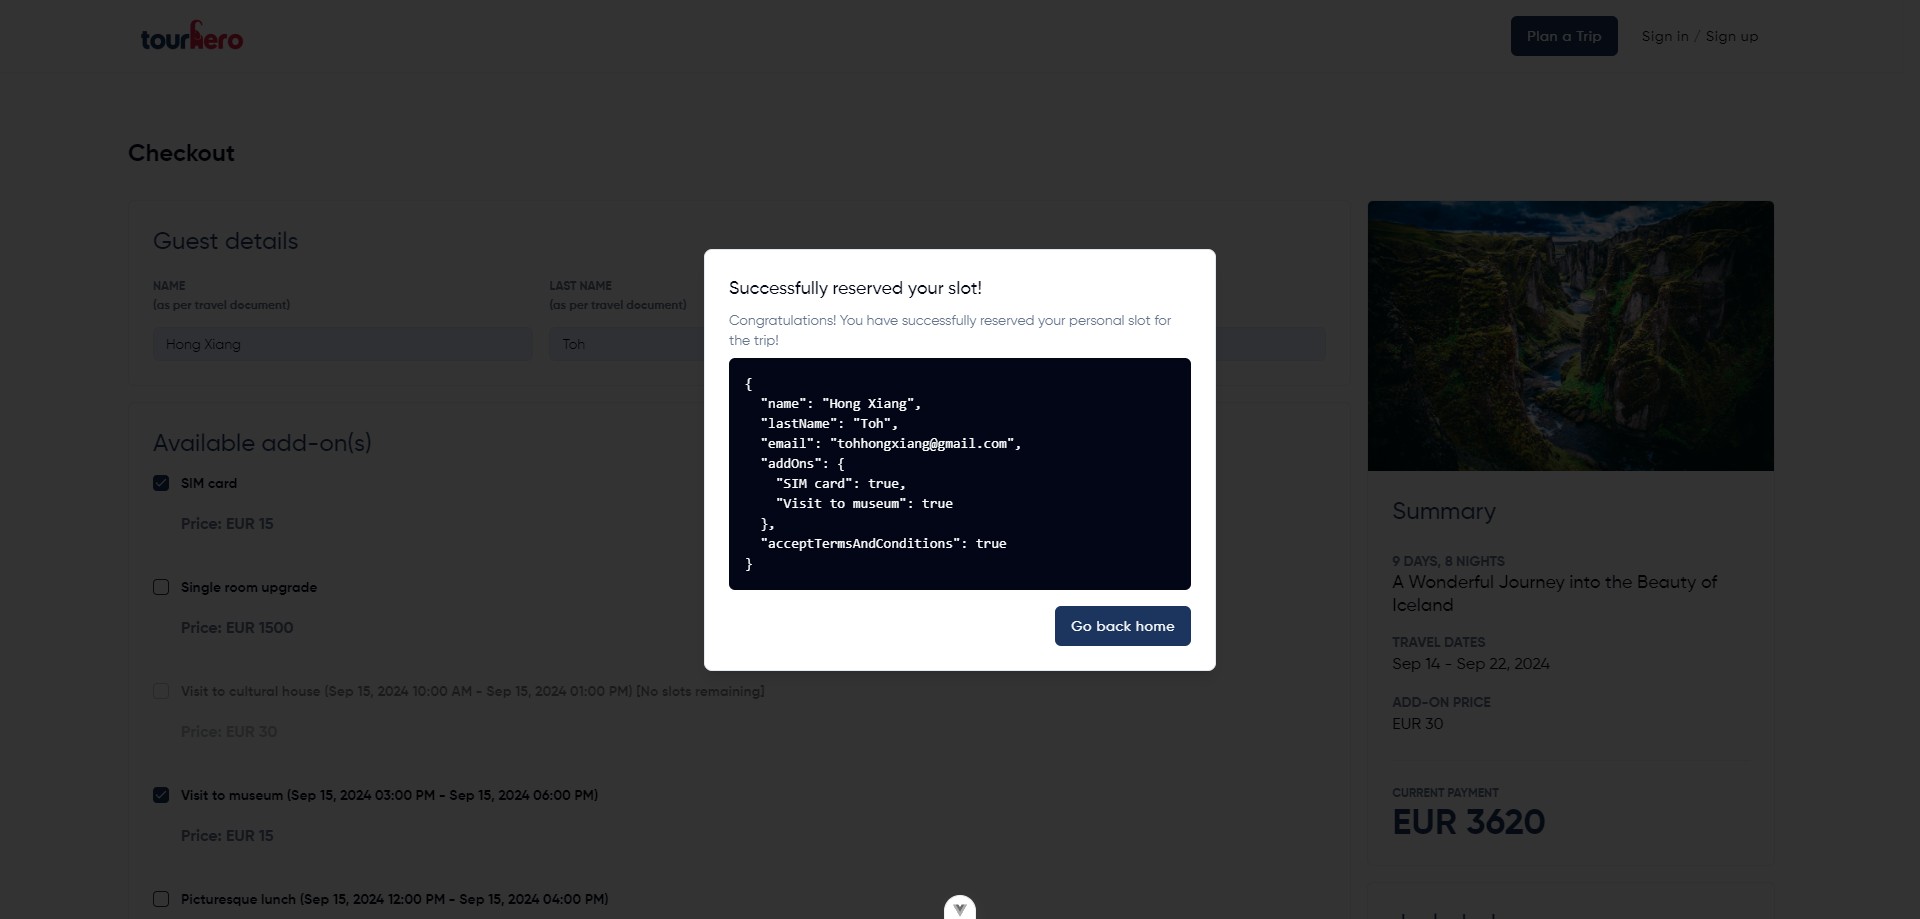 tourhero
Plan a Trip
Sign in / Sign up
Checkout
Guest details
NAME
(as per travel document)
Hong Xiang
LAST NAME
(as per travel document)
Toh
Successfully reserved your slot!
Congratulations! You have successfully reserved your personal slot for
the trip!
{
"name": "Hong Xiang",
"lastName": "Toh",
"email": "tohhongxiang@gmail.com",
"addOns": {
"SIM card": true,
"Visit to museum": true
},
"acceptTermsAndConditions": true
}
Go back home
Available add-on(s)
SIM card
Price: EUR 15
Single room upgrade
Price: EUR 1500
Visit to cultural house (Sep 15, 2024 10:00 AM - Sep 15, 2024 01:00 PM) [No slots remaining]
Price: EUR 30
Visit to museum (Sep 15, 2024 03:00 PM - Sep 15, 2024 06:00 PM)
Price: EUR 15
Picturesque lunch (Sep 15, 2024 12:00 PM - Sep 15, 2024 04:00 PM)
Summary
9 DAYS, 8 NIGHTS
A Wonderful Journey into the Beauty of
Iceland
TRAVEL DATES
Sep 14 - Sep 22, 2024
ADD-ON PRICE
EUR 30
CURRENT PAYMENT
EUR 3620